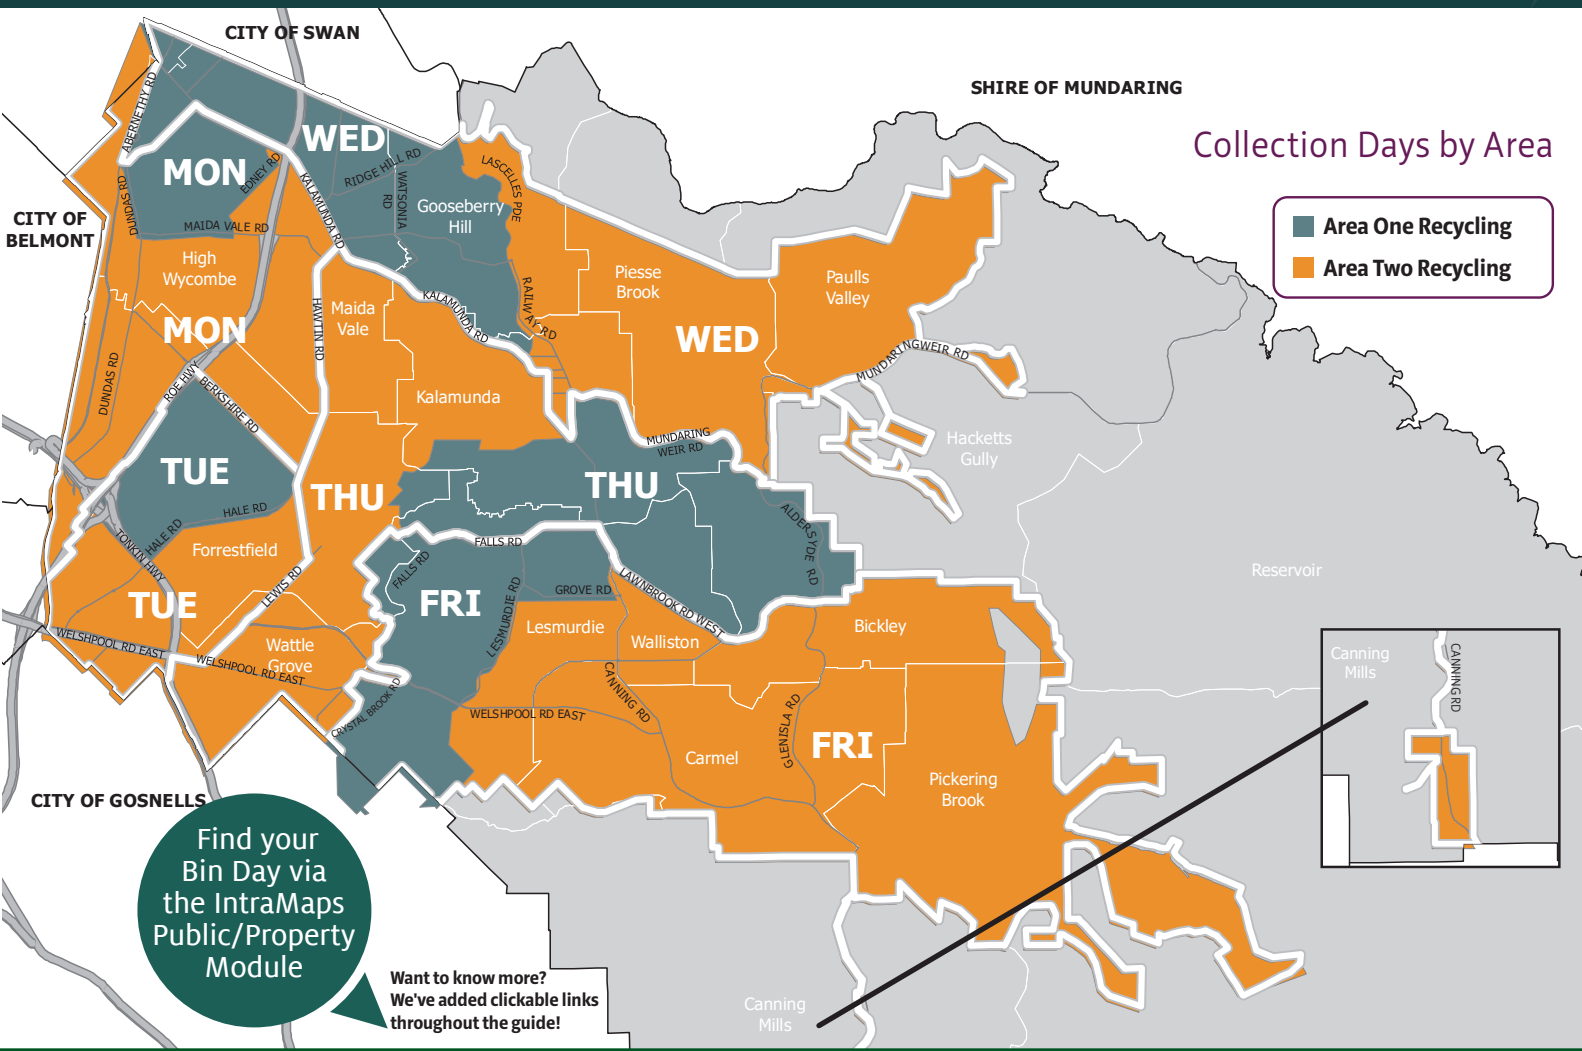 CITY OF SWAN
SHIRE OF MUNDARING
Collection Days by Area
Area One Recycling
Area Two Recycling
CITY OF
BELMONT
ABERNETHY RD
WED
MON
EDNEY RD
RIDGE HILL RD
WATSONIA
RD
LASCELLES PDE
Gooseberry
Hill
KALAMUNDA RD
DUNDAS RD
MAIDA VALE RD
High
Wycombe
Piesse
Brook
Paulls
Valley
RAILWAY RD
KALAMUNDA RD
Maida
Vale
HAWTIN RD
MON
WED
MUNDARINGWEIR RD
DUNDAS RD
ROE HWY
BERKSHIRE RD
Kalamunda
MUNDARING
WEIR RD
Hacketts
Gully
TUE
THU
THU
HALE RD
HALE RD
ALDERSYDE RD
TONKIN HWY
Forrestfield
FALLS RD
FALLS RD
Reservoir
LEWIS RD
TUE
FRI
GROVE RD
LAWNBROOK RD WEST
LESMURDIE RD
Lesmurdie
Walliston
Bickley
WELSHPOOL RD EAST
Wattle
Grove
WELSHPOOL RD EAST
CRYSTAL BROOK RD
CANNING RD
WELSHPOOL RD EAST
GLENISLA RD
FRI
Carmel
Pickering
Brook
Canning
Mills
CANNING RD
CITY OF GOSNELLS
Find your
Bin Day via
the IntraMaps
Public/Property
Module
Want to know more?
We've added clickable links
throughout the guide!
Canning
Mills